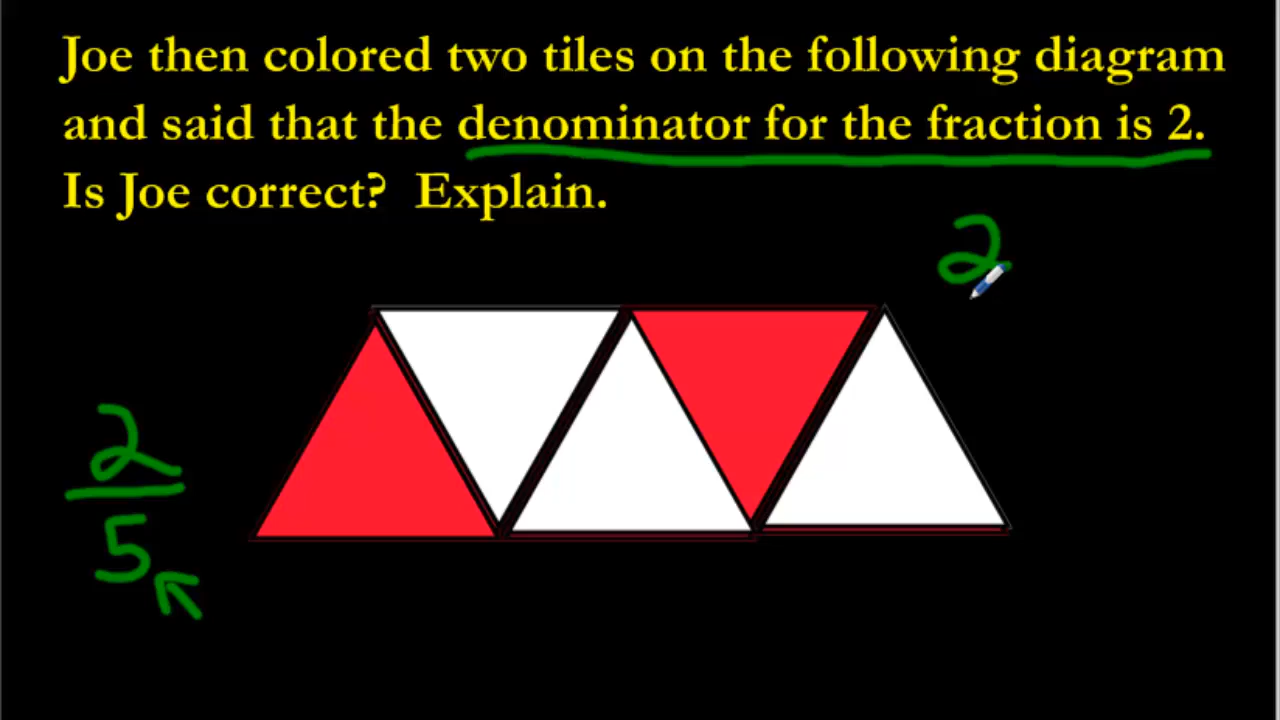 Joe then colored two tiles on the following diagram
and said that the denominator for the fraction is 2.
Is Joe correct?  Explain.
2
2
5